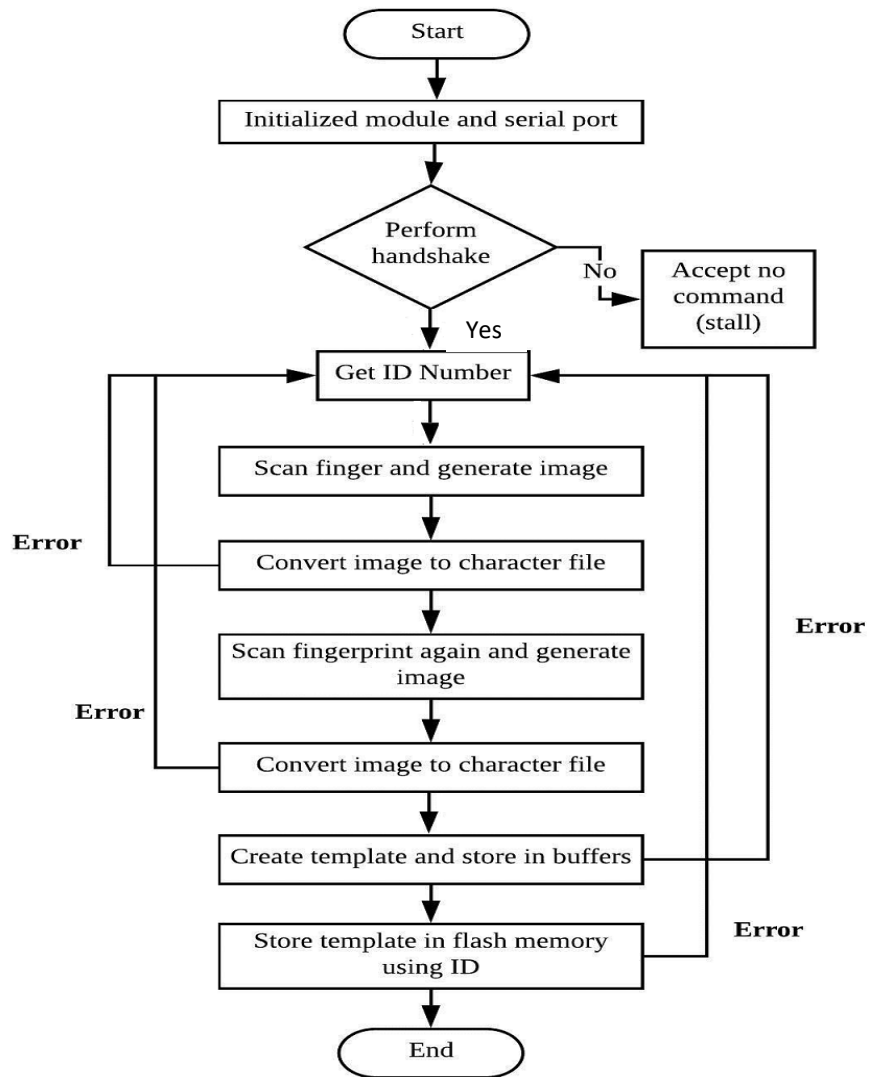 Start
Initialized module and serial port
Perform
handshake
No
Accept no
command
(stall)
Yes
Get ID Number
Scan finger and generate image
Error
Convert image to character file
Error
Scan fingerprint again and generate
image
Error
Convert image to character file
Create template and store in buffers
Error
Store template in flash memory
using ID
End